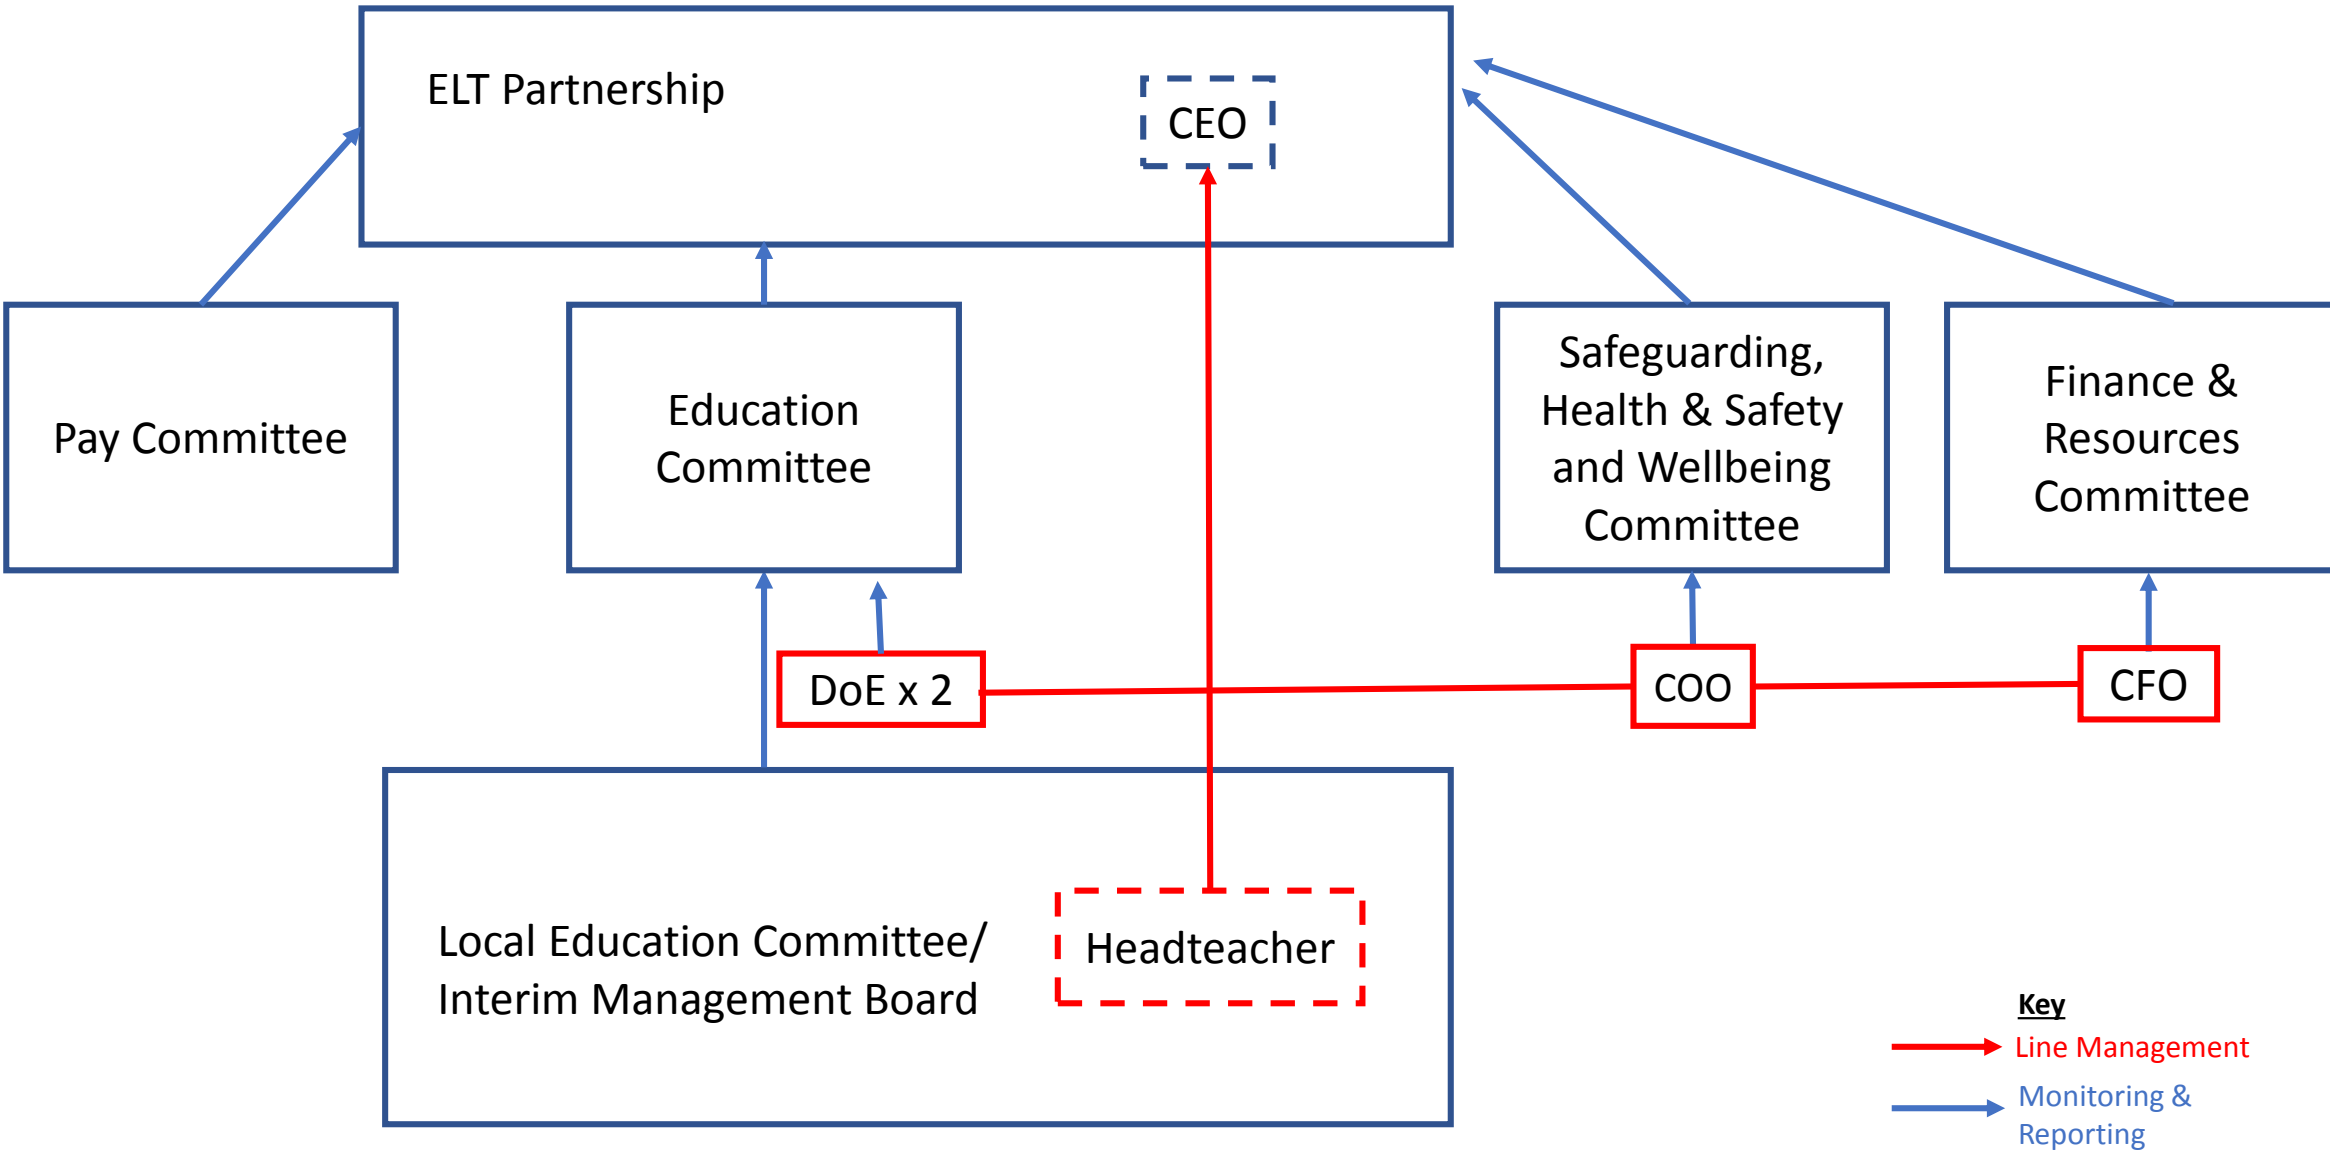 ELT Partnership
CEO
Pay Committee
Education
Committee
Safeguarding,
Health & Safety
and Wellbeing
Committee
Finance &
Resources
Committee
DoE x 2
COO
CFO
Local Education Committee/
Interim Management Board
Headteacher
Key
Line Management
Monitoring &
Reporting